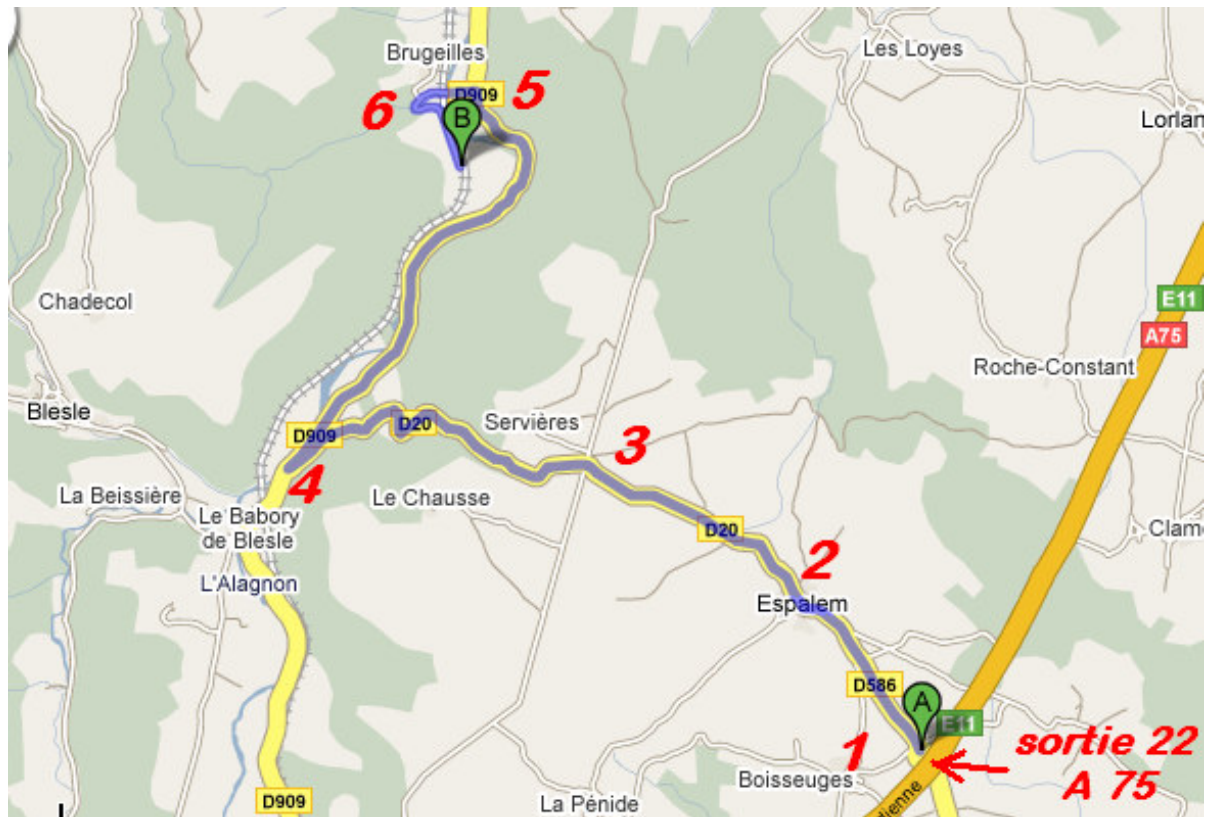 Brugeilles
Les Loyes
D909
5
6
B
Lorlan
Chadecol
E11
A75
Roche-Constant
Blesle
Servières
D20
D909
3
4
La Beissière
Le Chausse
Le Babory
de Blesle
D20
Clam
L'Alagnon
2
Espalem
D586
A
E11
1
sortie 22
A 75
Boisseuges
dienne
D909
La Pénide